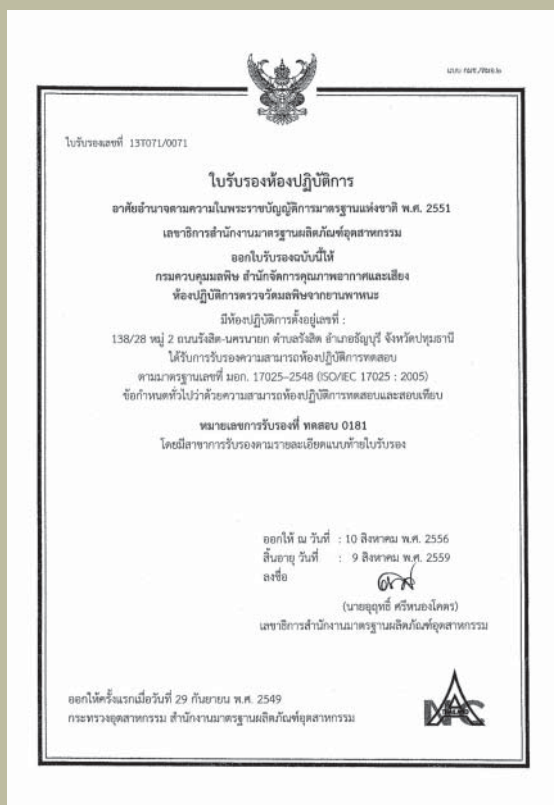 แบบ กมช./สมอ.๒
ใบรับรองเลขที่ 13T071/0071
ใบรับรองห้องปฏิบัติการ
อาศัยอำนาจตามความในพระราชบัญญัติการมาตรฐานแห่งชาติ พ.ศ. 2551
เลขาธิการสำนักงานมาตรฐานผลิตภัณฑ์อุตสาหกรรม
ออกใบรับรองฉบับนี้ให้
กรมควบคุมมลพิษ สำนักจัดการคุณภาพอากาศและเสียง
ห้องปฏิบัติการตรวจวัดมลพิษจากยานพาหนะ
มีห้องปฏิบัติการตั้งอยู่เลขที่ :
138/28 หมู่ 2 ถนนรังสิต-นครนายก ตำบลรังสิต อำเภอธัญบุรี จังหวัดปทุมธานี
ได้รับการรับรองความสามารถห้องปฏิบัติการทดสอบ
ตามมาตรฐานเลขที่ มอก. 17025-2548 (ISO/IEC 17025 : 2005)
ข้อกำหนดทั่วไปว่าด้วยความสามารถห้องปฏิบัติการทดสอบและสอบเทียบ
หมายเลขการรับรองที่ ทดสอบ 0181
โดยมีสาขาการรับรองตามรายละเอียดแนบท้ายใบรับรอง
ออกให้ ณ วันที่ : 10 สิงหาคม พ.ศ. 2556
สิ้นอายุ วันที่ : 9 สิงหาคม พ.ศ. 2559
ลงชื่อ
(นายอุฤทธิ์ ศรีหนองโคตร)
เลขาธิการสำนักงานมาตรฐานผลิตภัณฑ์อุตสาหกรรม
ออกให้ครั้งแรกเมื่อวันที่ 29 กันยายน พ.ศ. 2549
กระทรวงอุตสาหกรรม สำนักงานมาตรฐานผลิตภัณฑ์อุตสาหกรรม
NAC
THAILAND